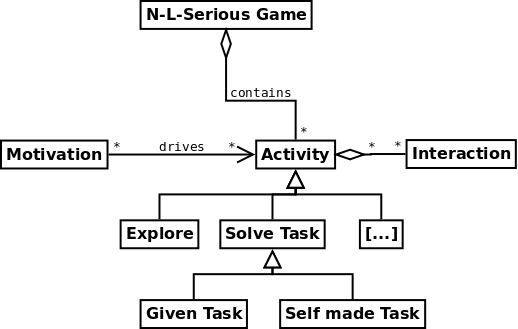 N-L-Serious Game
contains
*
Motivation * drives * Activity * * Interaction
Explore Solve Task [...]
Given Task Self made Task